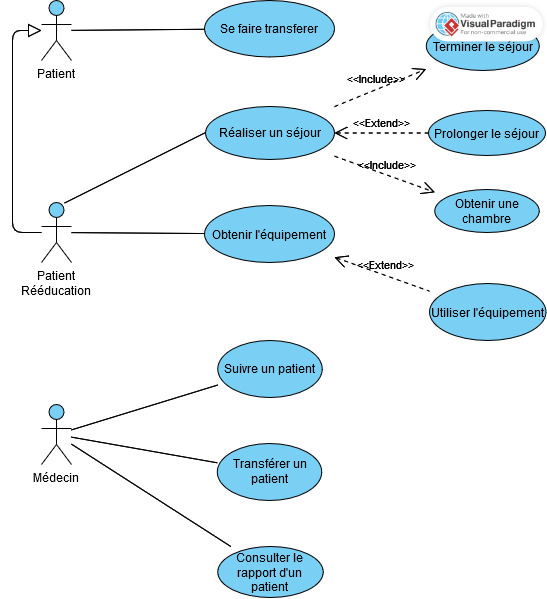 Made with
Visual Paradigm
For non-commercial use
Se faire transferer
Terminer le séjour
Patient
<<Include>>
<<Extend>>
Réaliser un séjour
Prolonger le séjour
<<Include>>
Obtenir une
chambre
Obtenir l'équipement
Patient
Rééducation
<<Extend>>
Utiliser l'équipement
Suivre un patient
Médecin
Transférer un
patient
Consulter le
rapport d'un
patient